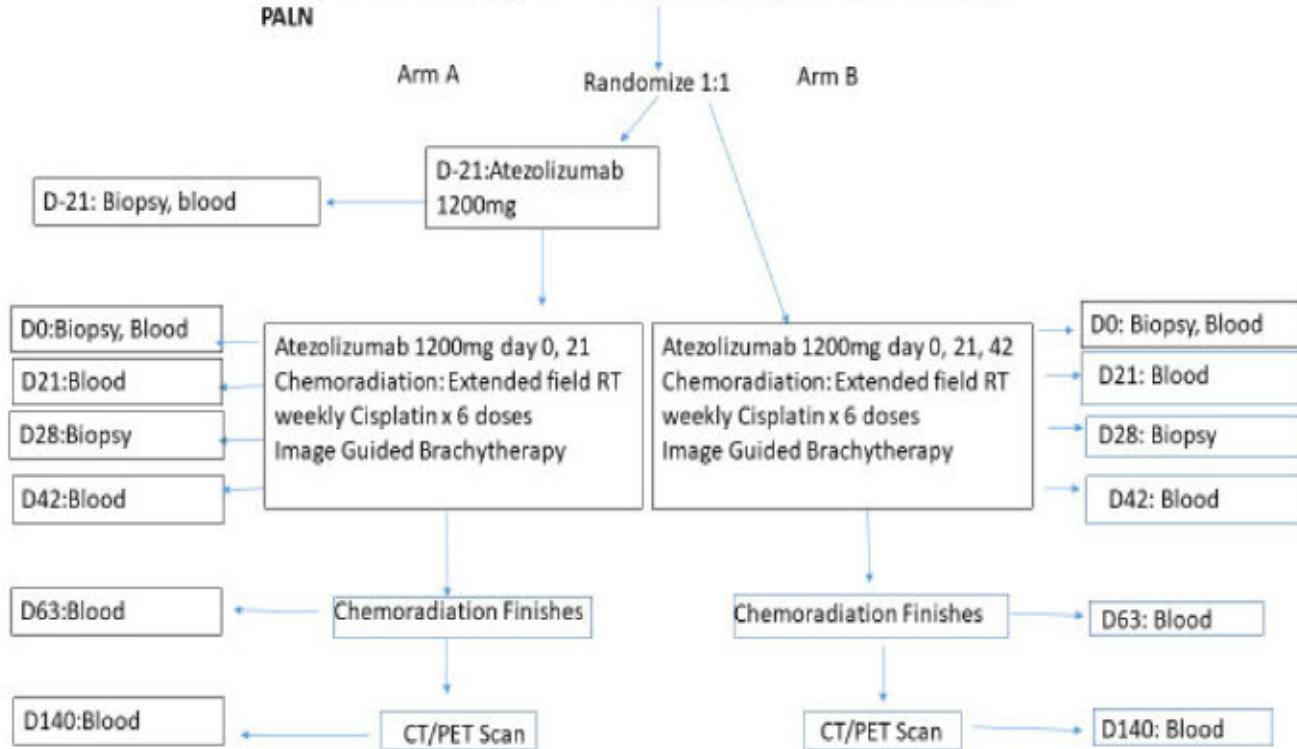 PALN
Arm A
Randomize 1:1
Arm B
D-21:Atezolizumab
1200mg
D-21: Biopsy, blood
D0:Biopsy, Blood
D21:Blood
D28:Biopsy
D42:Blood
Atezolizumab 1200mg day 0, 21
Chemoradiation: Extended field RT
weekly Cisplatin x 6 doses
Image Guided Brachytherapy
Atezolizumab 1200mg day 0, 21, 42
Chemoradiation: Extended field RT
weekly Cisplatin x 6 doses
Image Guided Brachytherapy
D0: Biopsy, Blood
D21: Blood
D28: Biopsy
D42: Blood
D63:Blood
Chemoradiation Finishes
Chemoradiation Finishes
D63: Blood
D140:Blood
CT/PET Scan
CT/PET Scan
D140: Blood